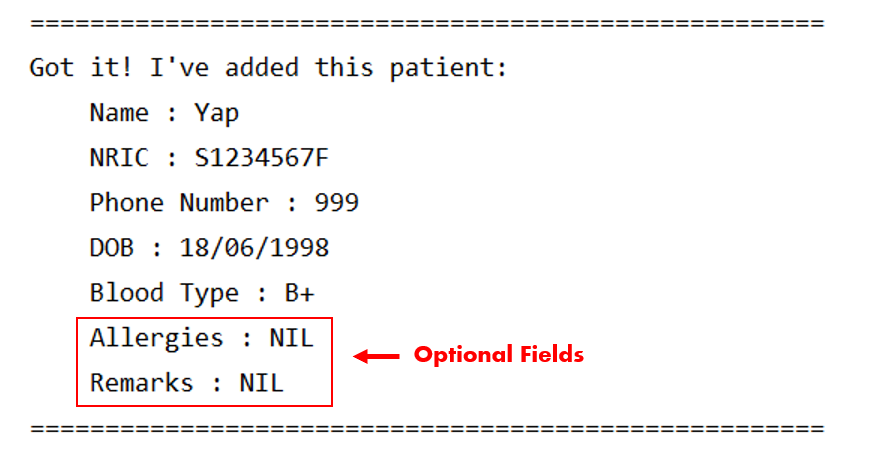 =====================================================
Got it! I've added this patient:
Name : Yap
NRIC : S1234567F
Phone Number : 999
DOB : 18/06/1998
Blood Type : B+
Allergies : NIL
Optional Fields
Remarks : NIL
=====================================================